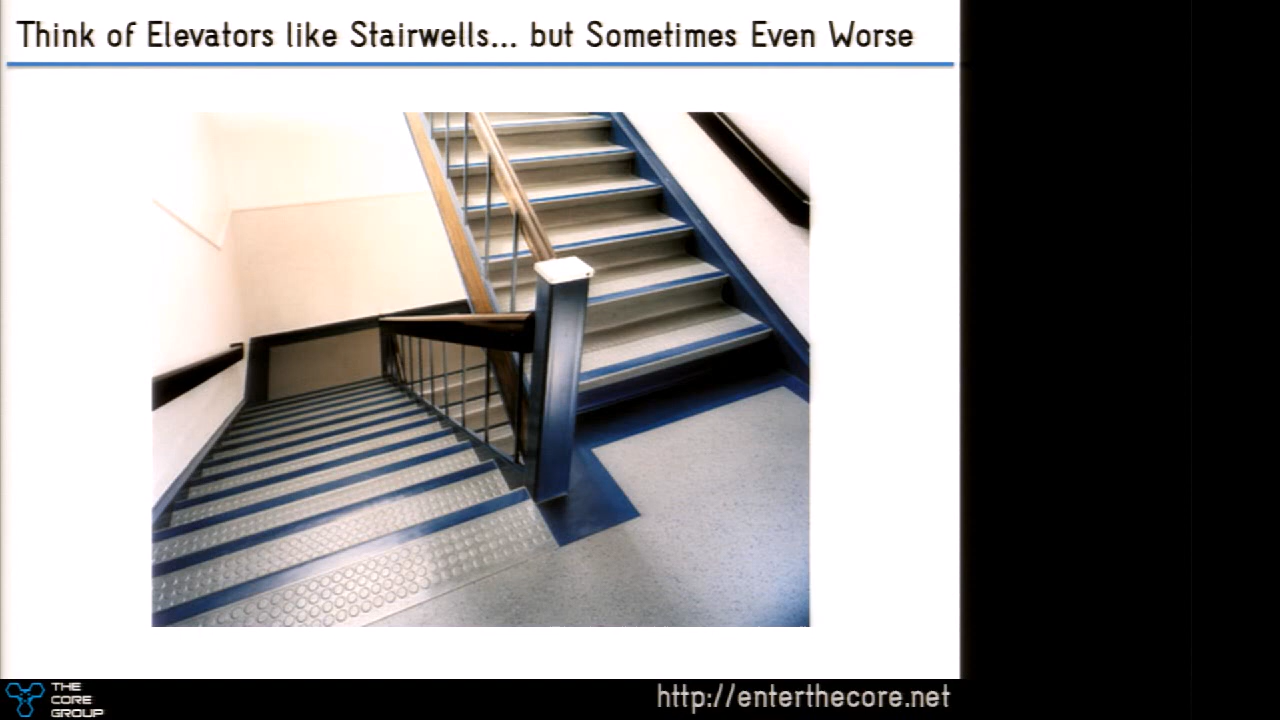 Think of Elevators like Stairwells... but Sometimes Even Worse
THE
CORE
GROUP
http://enterthecore.net